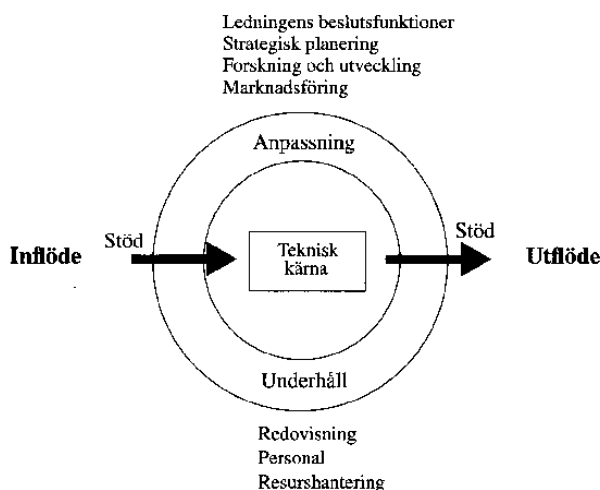 Ledningens beslutsfunktioner
Strategisk planering
Forskning och utveckling
Marknadsföring
Anpassning
Stöd
Stöd
Inflöde
Teknisk
kärna
Utflöde
Underhåll
Redovisning
Personal
Resurshantering